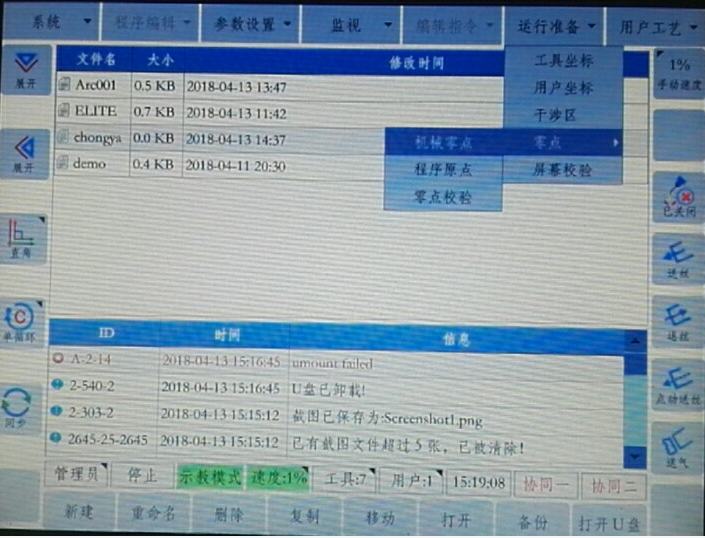 系统 程序编辑 参数设置 监视 编辑指令 运行准备 用户工艺
展开
展开
直角
单循环
同步
文件名 大小 修改时间
Arc001 0.5 KB 2018-04-13 13:47
ELITE 0.7 KB 2018-04-13 11:42
chongya 0.0 KB 2018-04-13 14:37
demo 0.4 KB 2018-04-11 20:30
工具坐标
用户坐标
干涉区
零点
屏幕校验
机械零点
程序原点
零点校验
1%
手动速度
已关闭
送丝
退丝
点动送丝
送气
ID 时间 信息
A-2-14 2018-04-13 15:16:45 umount failed
2-540-2 2018-04-13 15:16:45 U盘已卸载!
2-303-2 2018-04-13 15:15:12 截图已保存为:Screenshot1.png
2645-25-2645 2018-04-13 15:15:12 已有截图文件超过5张，已被清除!
管理员 停止 示教模式 速度:1% 工具:7 用户:1 15:19:08 协同一 协同二
新建 重命名 删除 复制 移动 打开 备份 打开U盘